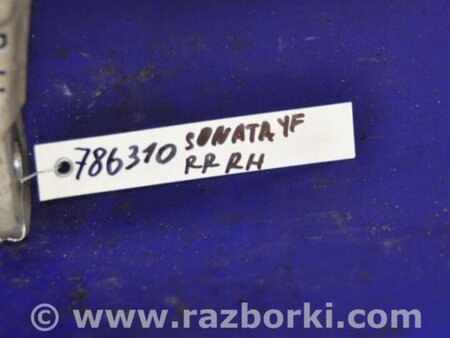 786310 SONATA YF
RR RH
© www.razborki.com